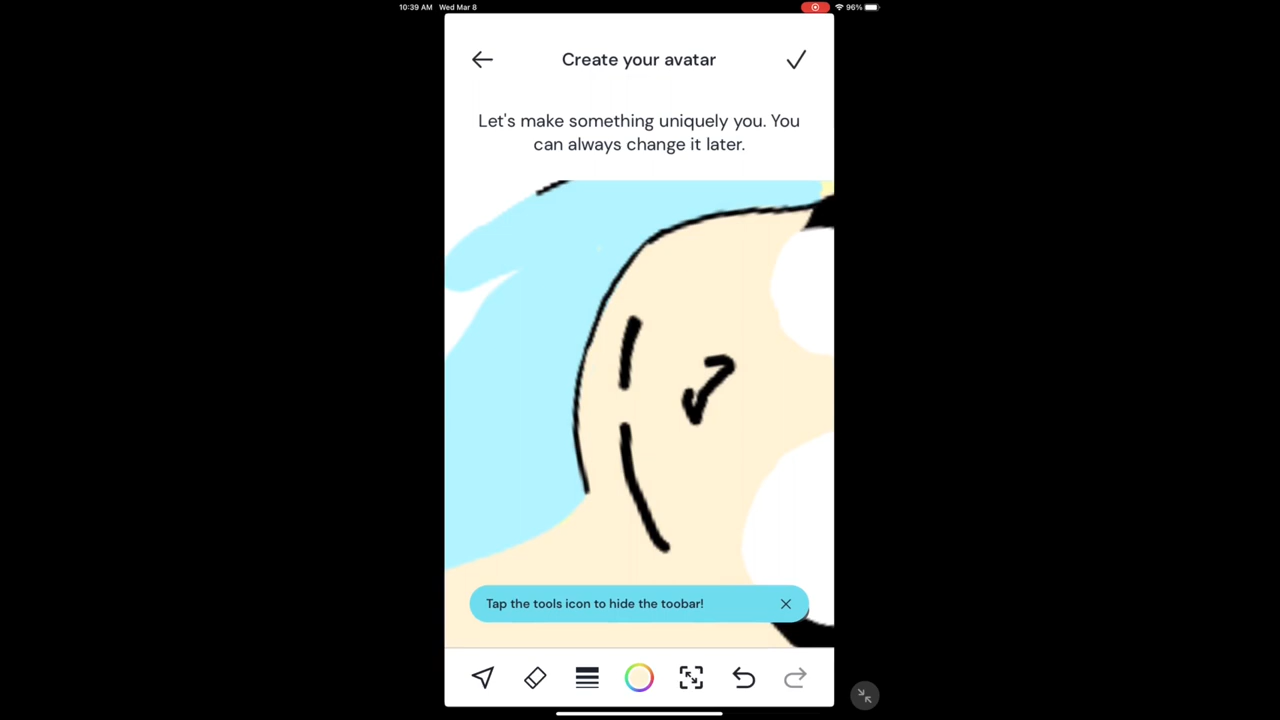 10:39 AM Wed Mar 8
96%
Create your avatar
Let's make something uniquely you. You
can always change it later.
Tap the tools icon to hide the toobar!